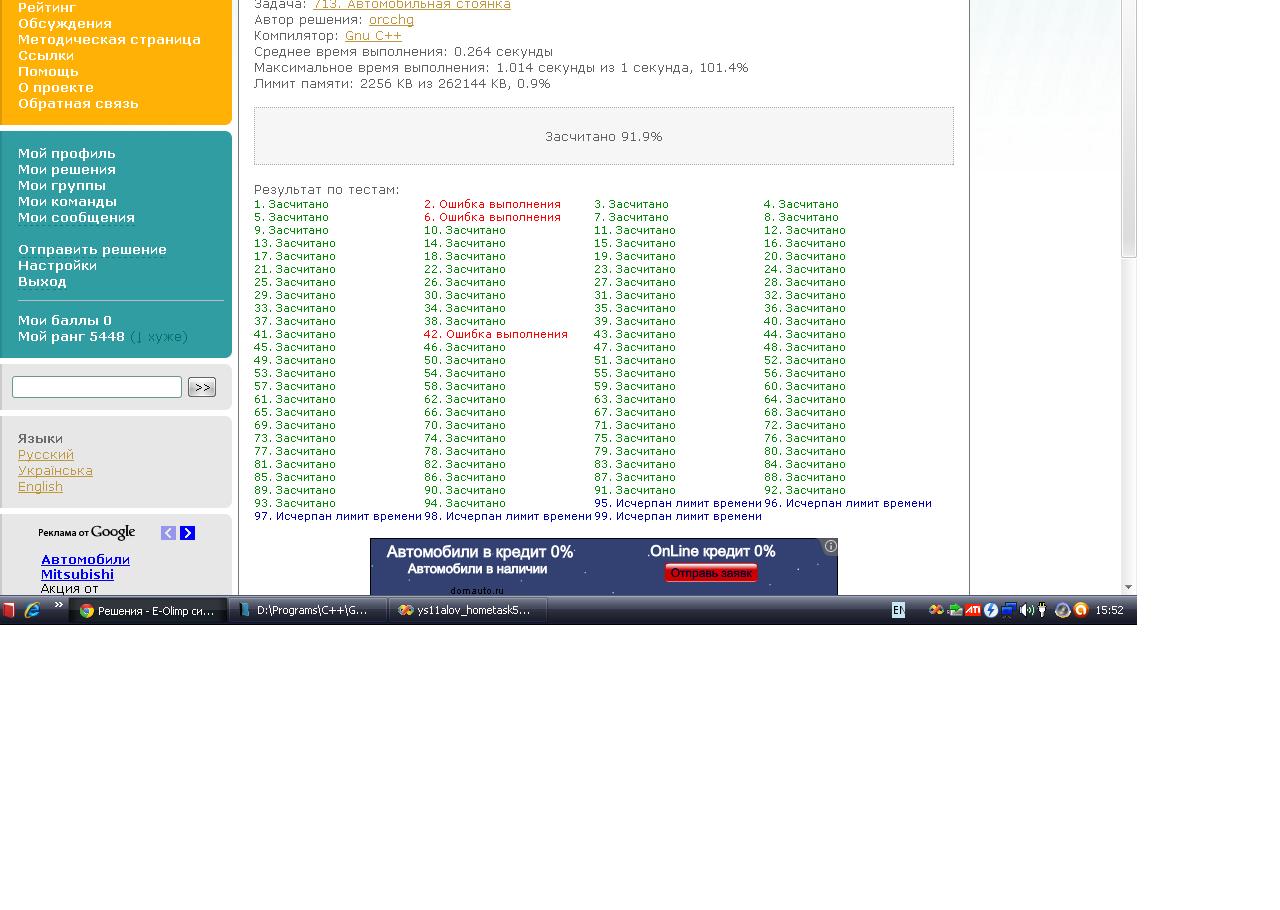 Рейтинг
Обсуждения
Методическая страница
Ссылки
Помощь
О проекте
Обратная связь
Мой профиль
Мои решения
Мои группы
Мои команды
Мои сообщения
Отправить решение
Настройки
Выход
Мои баллы 0
Мой ранг 5448 (↓ хуже)
>>
Языки
Русский
Українська
English
Реклама от Google
Автомобили
Mitsubishi
Акция от
Задача: 713. Автомобильная стоянка
Автор решения: orcchg
Компилятор: Gnu C++
Среднее время выполнения: 0.264 секунды
Максимальное время выполнения: 1.014 секунды из 1 секунда, 101.4%
Лимит памяти: 2256 KB из 262144 KB, 0.9%
Засчитано 91.9%
Результат по тестам:
1. Засчитано 2. Ошибка выполнения 3. Засчитано 4. Засчитано
5. Засчитано 6. Ошибка выполнения 7. Засчитано 8. Засчитано
9. Засчитано 10. Засчитано 11. Засчитано 12. Засчитано
13. Засчитано 14. Засчитано 15. Засчитано 16. Засчитано
17. Засчитано 18. Засчитано 19. Засчитано 20. Засчитано
21. Засчитано 22. Засчитано 23. Засчитано 24. Засчитано
25. Засчитано 26. Засчитано 27. Засчитано 28. Засчитано
29. Засчитано 30. Засчитано 31. Засчитано 32. Засчитано
33. Засчитано 34. Засчитано 35. Засчитано 36. Засчитано
37. Засчитано 38. Засчитано 39. Засчитано 40. Засчитано
41. Засчитано 42. Ошибка выполнения 43. Засчитано 44. Засчитано
45. Засчитано 46. Засчитано 47. Засчитано 48. Засчитано
49. Засчитано 50. Засчитано 51. Засчитано 52. Засчитано
53. Засчитано 54. Засчитано 55. Засчитано 56. Засчитано
57. Засчитано 58. Засчитано 59. Засчитано 60. Засчитано
61. Засчитано 62. Засчитано 63. Засчитано 64. Засчитано
65. Засчитано 66. Засчитано 67. Засчитано 68. Засчитано
69. Засчитано 70. Засчитано 71. Засчитано 72. Засчитано
73. Засчитано 74. Засчитано 75. Засчитано 76. Засчитано
77. Засчитано 78. Засчитано 79. Засчитано 80. Засчитано
81. Засчитано 82. Засчитано 83. Засчитано 84. Засчитано
85. Засчитано 86. Засчитано 87. Засчитано 88. Засчитано
89. Засчитано 90. Засчитано 91. Засчитано 92. Засчитано
93. Засчитано 94. Засчитано 95. Исчерпан лимит времени 96. Исчерпан лимит времени
97. Исчерпан лимит времени 98. Исчерпан лимит времени 99. Исчерпан лимит времени
Автомобили в кредит 0% OnLine кредит 0%
Автомобили в наличии Отправь заявк
domauto.ru
» Решения - E-Olimp си... D:\Programs\C++\G... ys11alov_hometask5... EN ATI 15:52